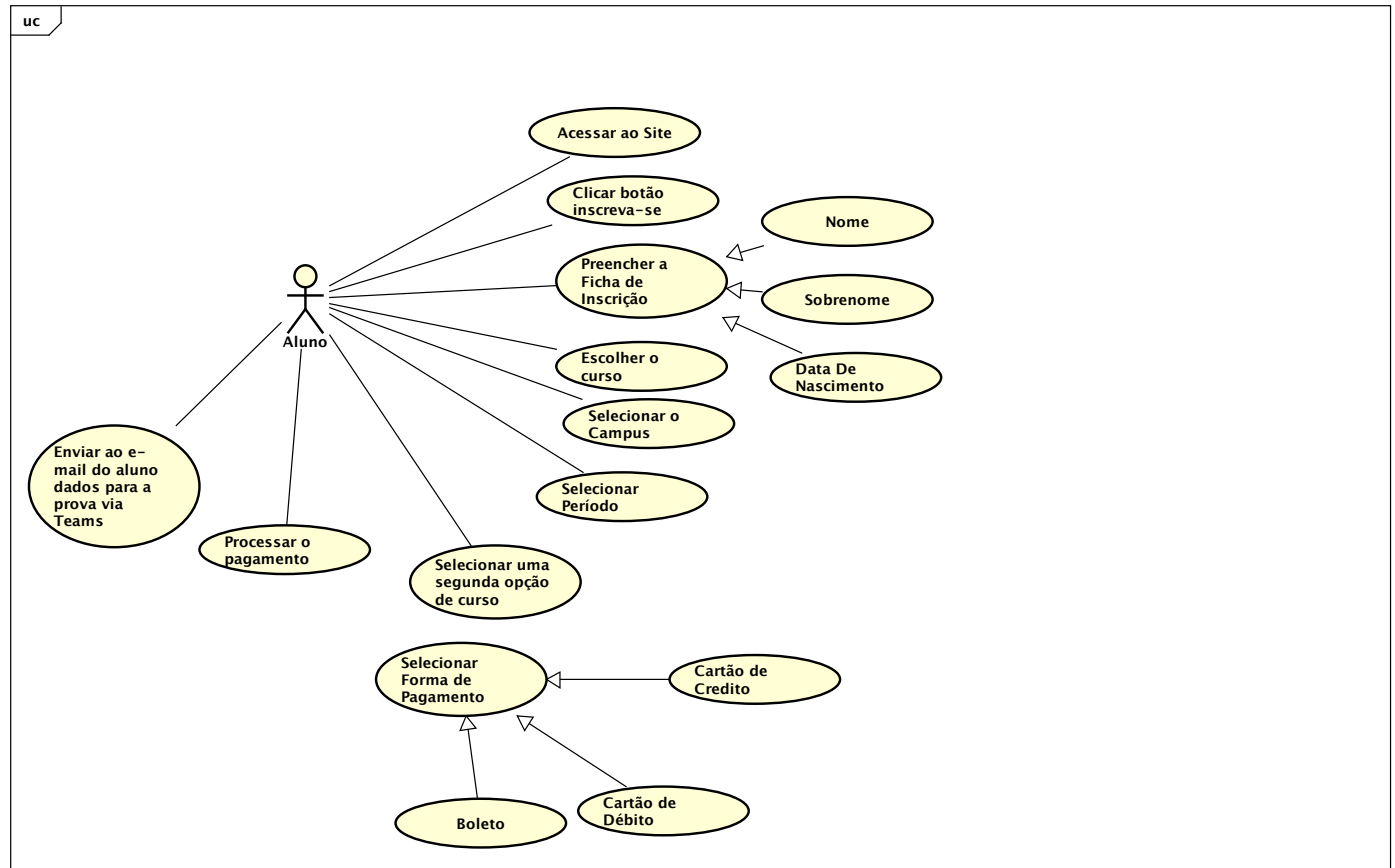 uc
Acessar ao Site
Clicar botão
inscreva-se
Nome
Preencher a
Ficha de
Inscrição
Sobrenome
Aluno
Escolher o
curso
Data De
Nascimento
Selecionar o
Campus
Enviar ao e-
mail do aluno
dados para a
prova via
Teams
Selecionar
Período
Processar o
pagamento
Selecionar uma
segunda opção
de curso
Selecionar
Forma de
Pagamento
Cartão de
Credito
Cartão de
Débito
Boleto